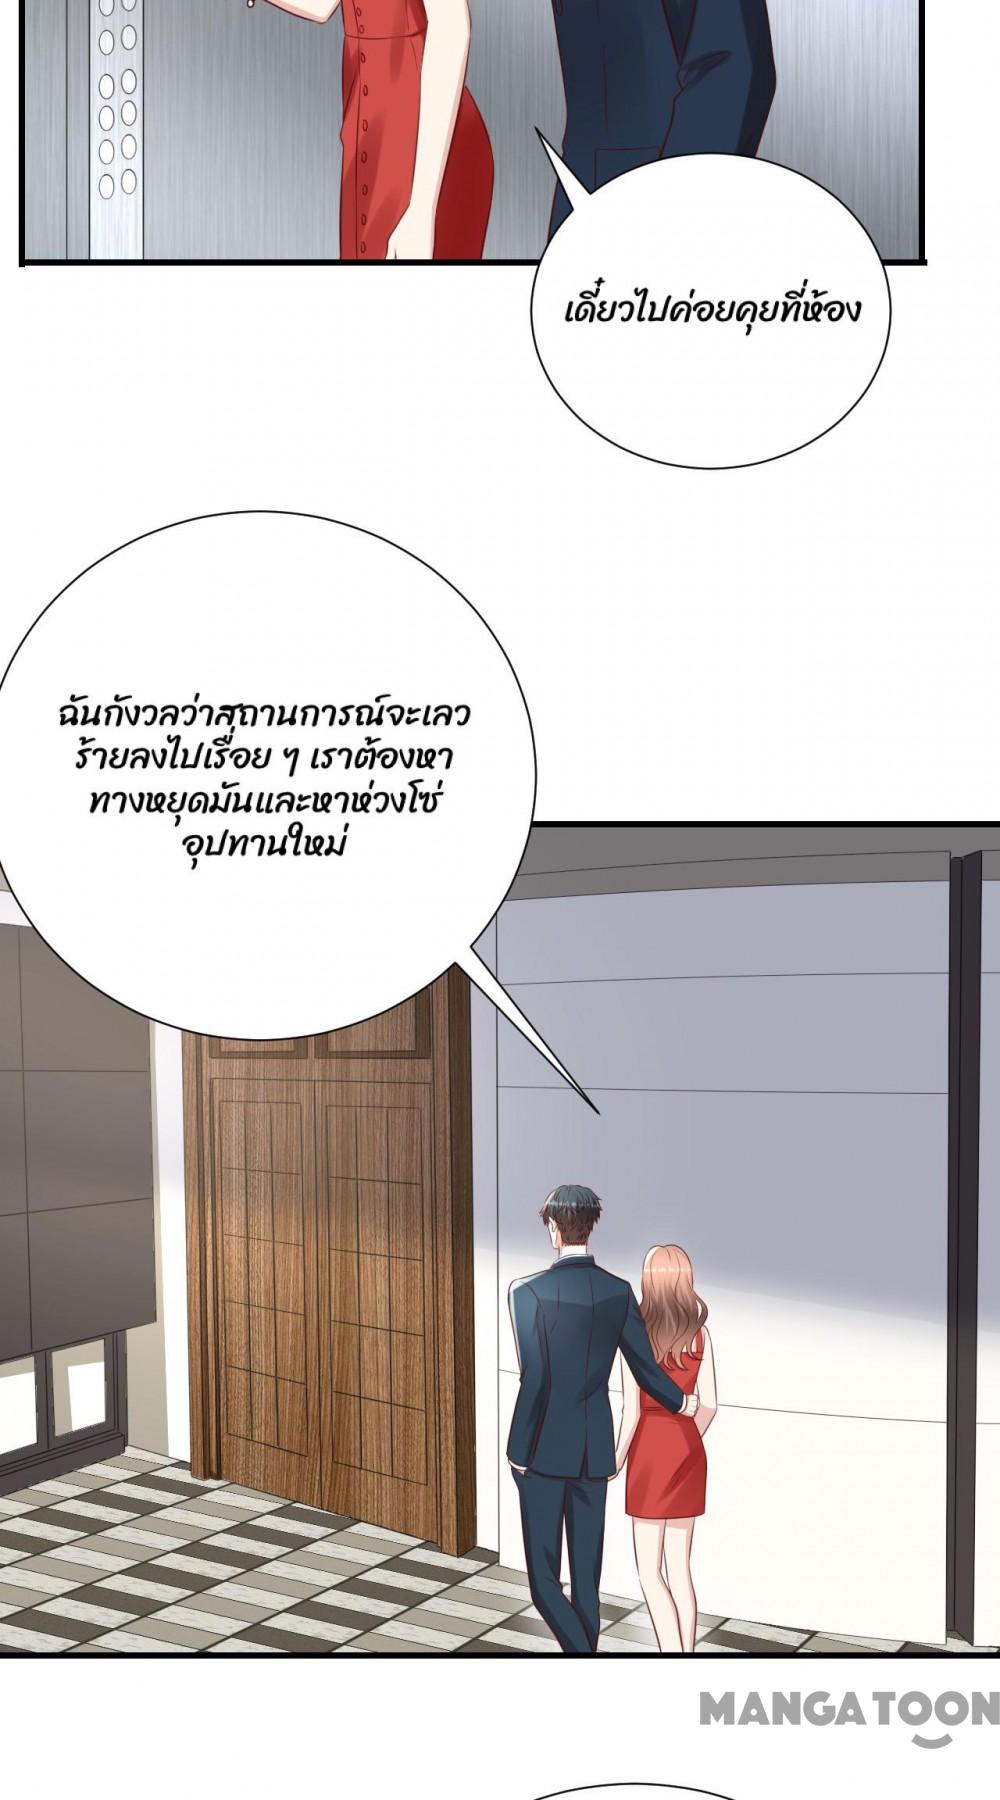 เดี๋ยวไปค่อยคุยที่ห้อง
ฉันกังวลว่าสถานการณ์จะเลว
ร้ายลงไปเรื่อย ๆ เราต้องหา
ทางหยุดมันและหาห่วงโซ่
อุปทานใหม่
MANGATOON